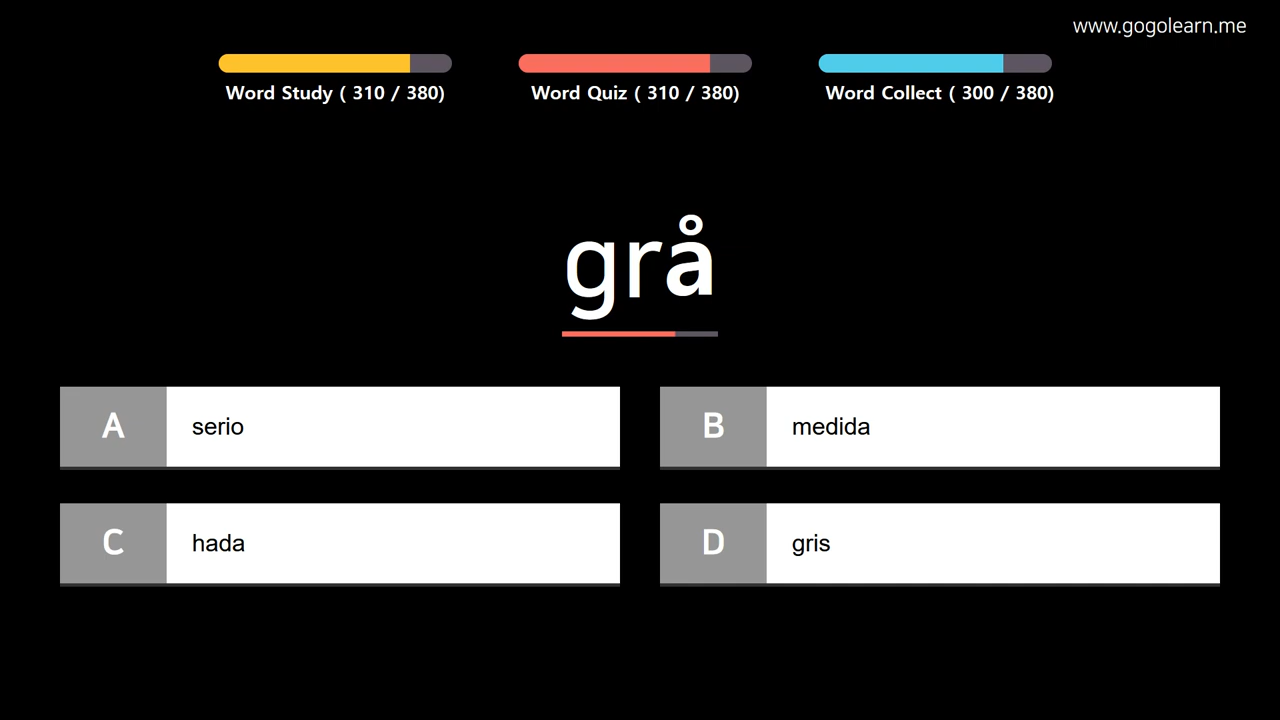 www.gogolearn.me
Word Study ( 310 / 380)
Word Quiz ( 310 / 380)
Word Collect ( 300 / 380)
grå
A serio
B medida
C hada
D gris